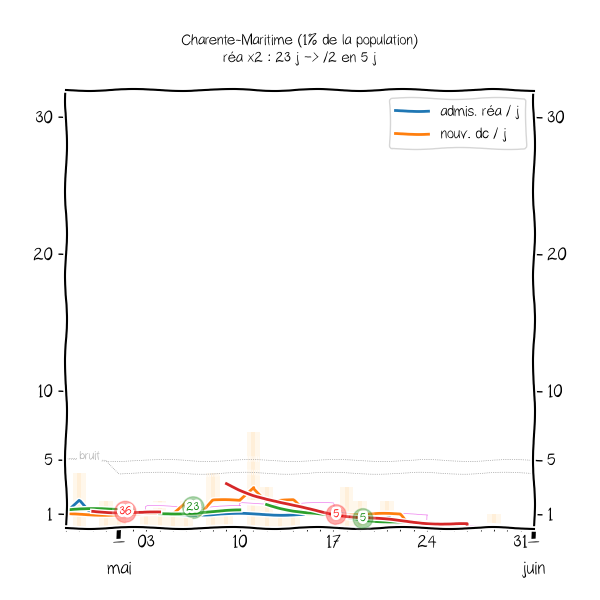 Charente-Maritime (1% de la population)
réa x2 : 23 j -> /2 en 5 j
admis. réa / j
nouv. dc / j
30 30
20 20
10 10
5 5
1 1
bruit
36 23 5 5
1 03 10 17 24 31 1
mai juin